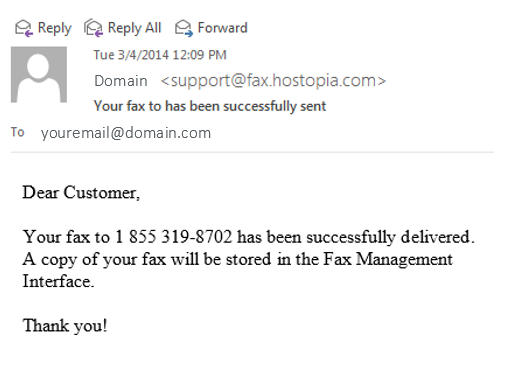 Reply Reply All Forward
Tue 3/4/2014 12:09 PM
Domain <support@fax.hostopia.com>
Your fax to has been successfully sent
To youremail@domain.com
Dear Customer,
Your fax to 1 855 319-8702 has been successfully delivered.
A copy of your fax will be stored in the Fax Management
Interface.
Thank you!